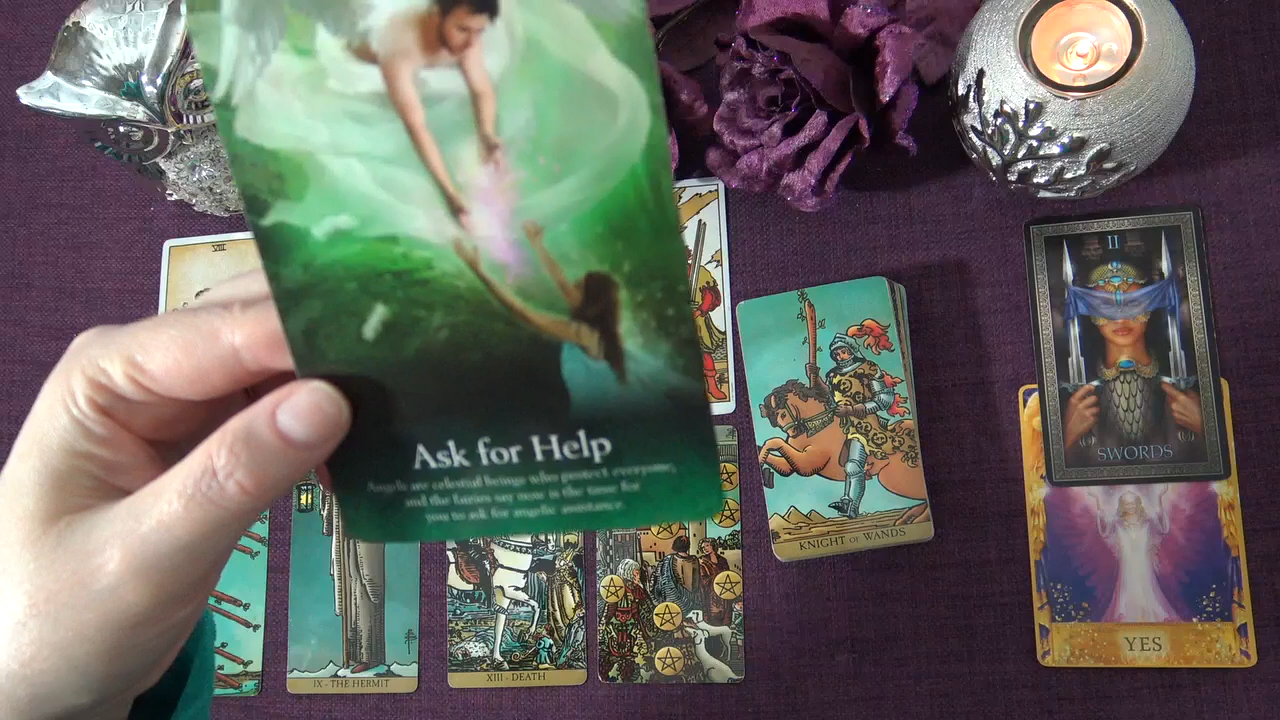 VIII
Ask for Help
Angels are celestial beings who protect everyone,
and the fairies say now is the time for
you to ask for angelic assistance.
II
SWORDS
KNIGHT OF WANDS
YES
IX - THE HERMIT
XIII - DEATH